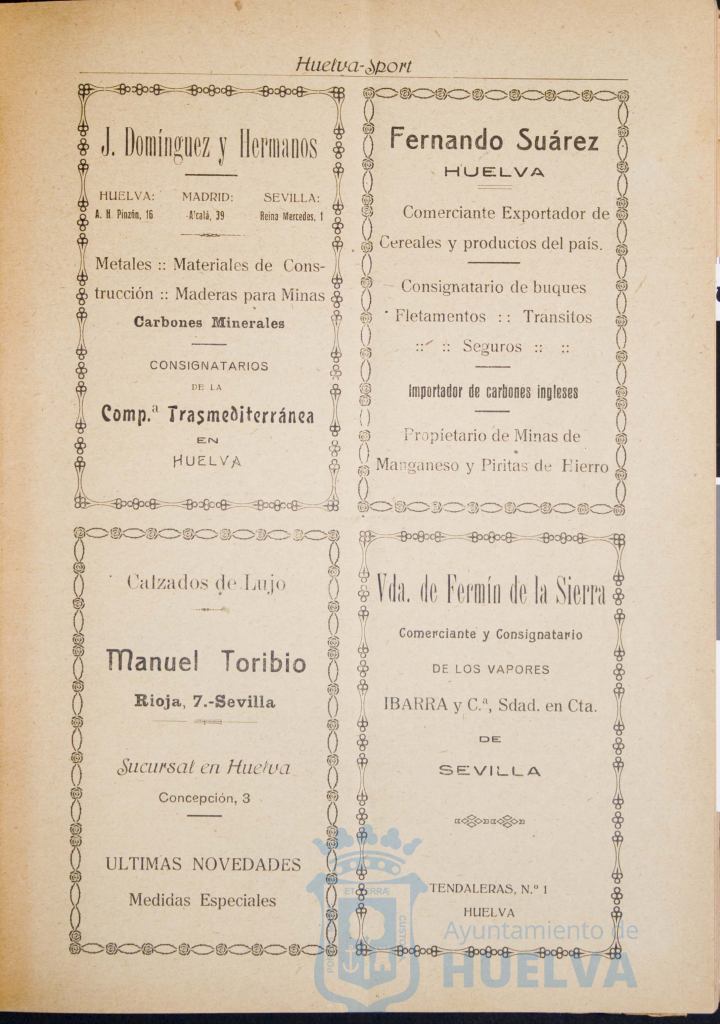 Huelva-Sport
J. Domínguez y Hermanos
HUELVA: MADRID: SEVILLA:
A. H. Pinzón, 16 A'calá, 39 Reina Mercedes, 1
Metales :: Materiales de Cons-
trucción :: Maderas para Minas
Carbones Minerales
CONSIGNATARIOS
DE LA
Comp.ª Trasmediterránea
EN
HUELVA
Fernando Suárez
HUELVA
Comerciante Exportador de
Cereales y productos del país.
Consignatario de buques
Fletamentos :: Transitos
:: :: Seguros :: ::
Importador de carbones ingleses
Propietario de Minas de
Manganeso y Piritas de Hierro
Calzados de Lujo
Manuel Toribio
Rioja, 7.-Sevilla
Sucursal en Huelva
Concepción, 3
ULTIMAS NOVEDADES
Medidas Especiales
Vda. de Fermín de la Sierra
Comerciante y Consignatario
DE LOS VAPORES
IBARRA y C.ª, Sdad. en Cta.
DE
SEVILLA
TENDALERAS, N.º 1
HUELVA
Ayuntamiento de
HUELVA